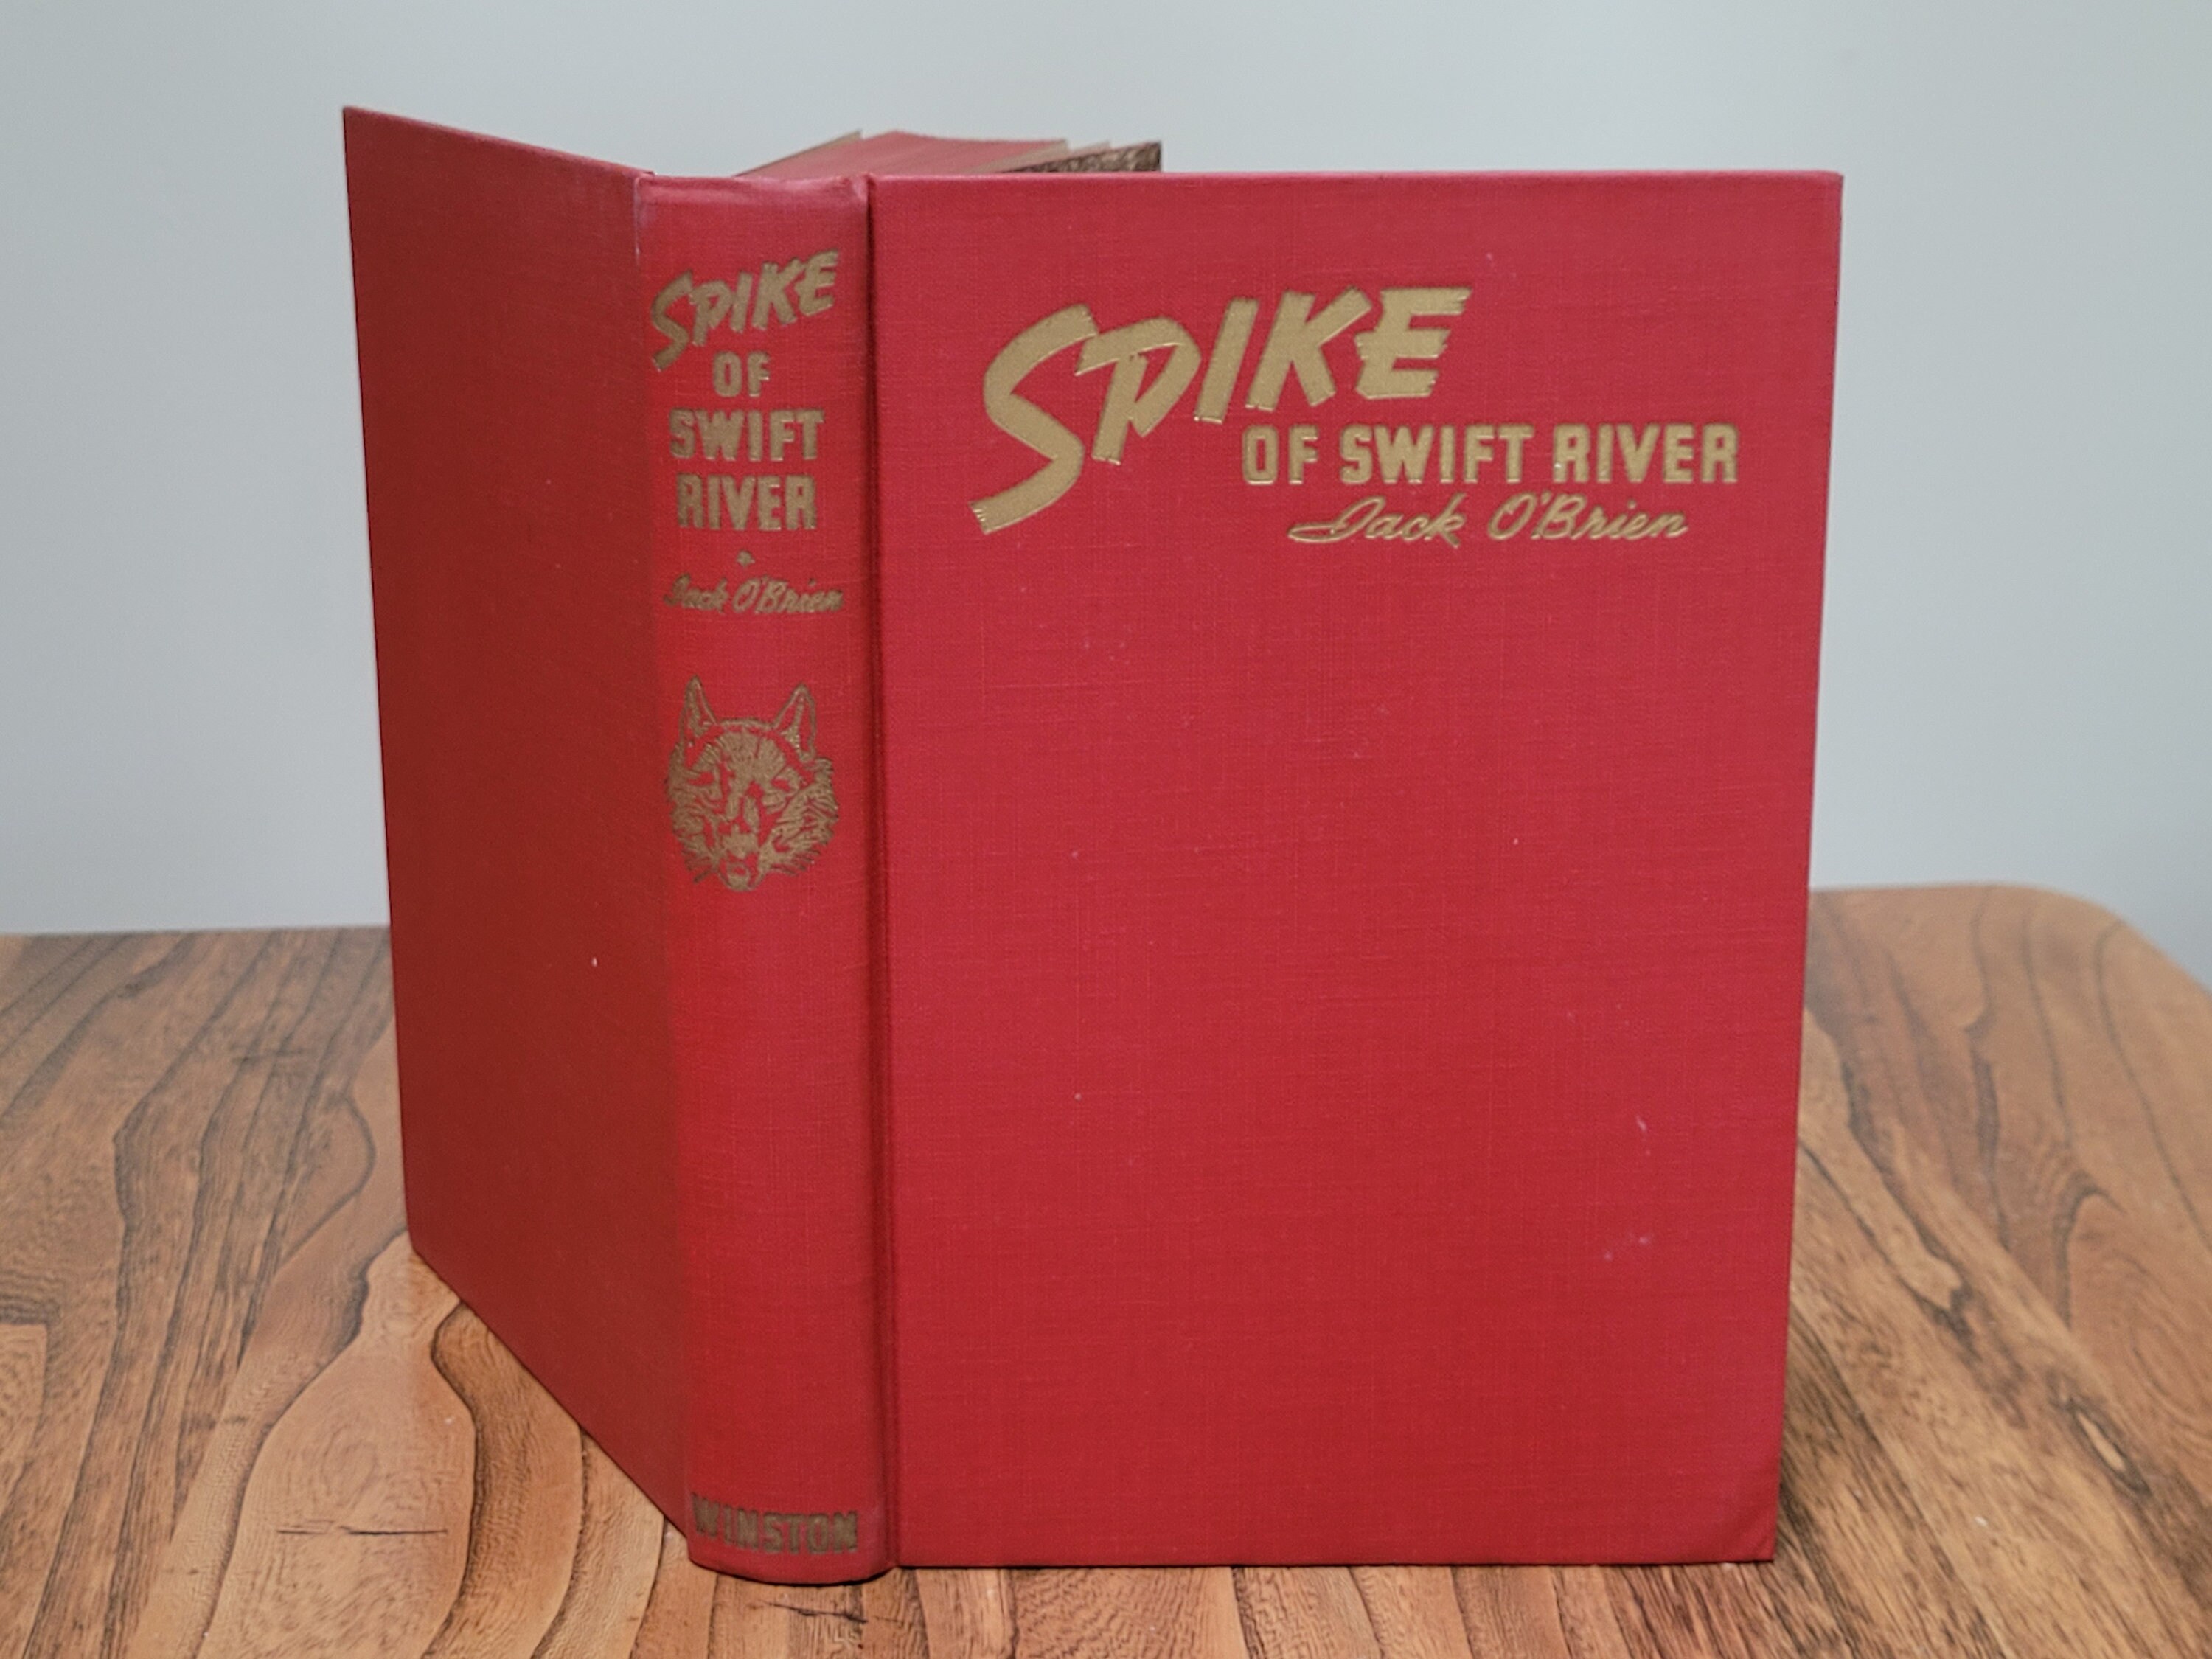 SPIKE
OF
SWIFT
RIVER
Jack O'Brien
WINSTON
SPIKE
OF SWIFT RIVER
Jack O'Brien